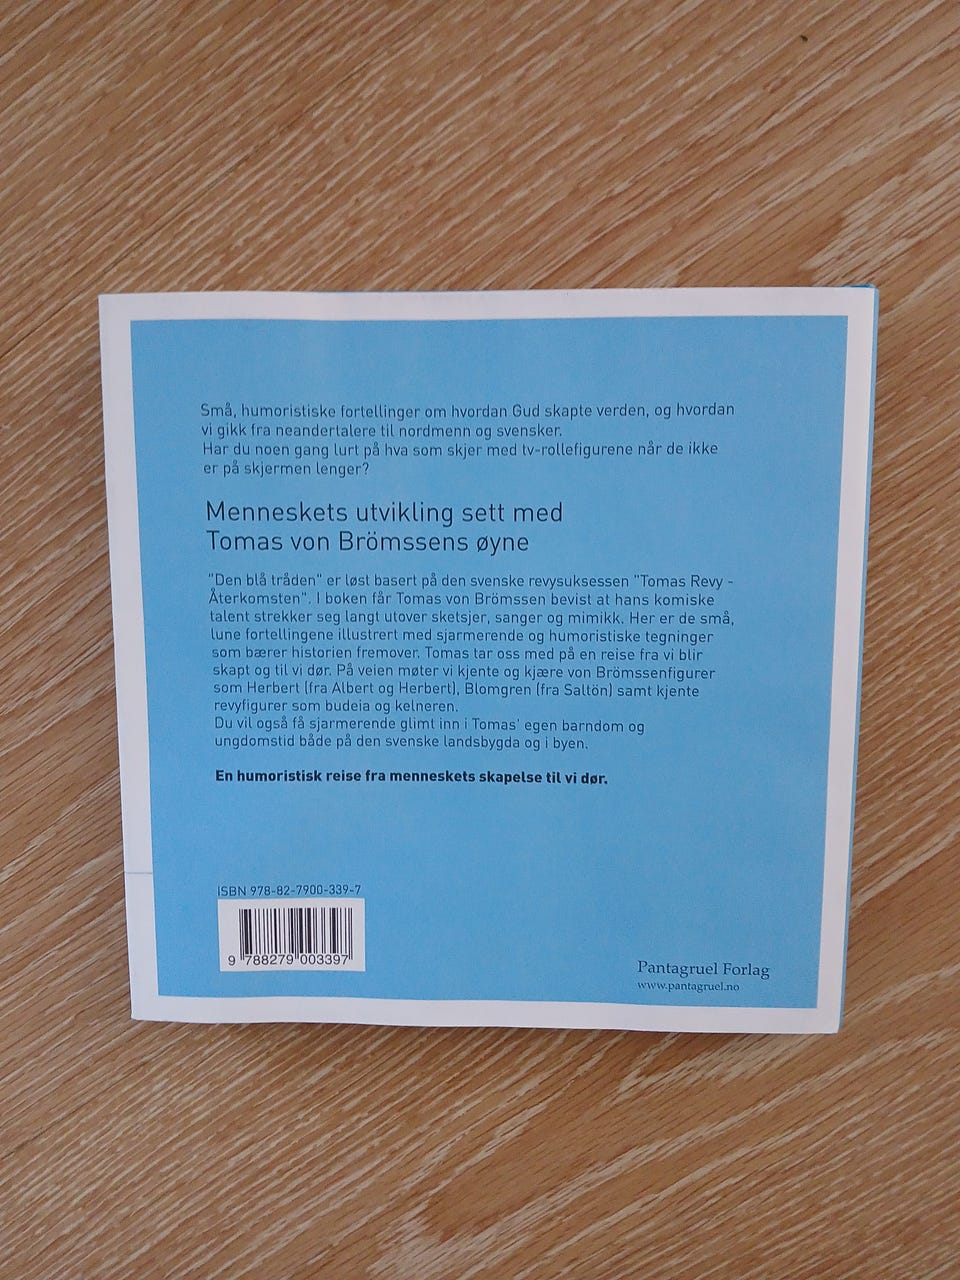 Små, humoristiske fortellinger om hvordan Gud skapte verden, og hvordan
vi gikk fra neandertalere til nordmenn og svensker.
Har du noen gang lurt på hva som skjer med tv-rollefigurene når de ikke
er på skjermen lenger?
Menneskets utvikling sett med
Tomas von Brömssens øyne
"Den blå tråden" er løst basert på den svenske revysuksessen "Tomas Revy -
Återkomsten". I boken får Tomas von Brömssen bevist at hans komiske
talent strekker seg langt utover sketsjer, sanger og mimikk. Her er de små,
lune fortellingene illustrert med sjarmerende og humoristiske tegninger
som bærer historien fremover. Tomas tar oss med på en reise fra vi blir
skapt og til vi dør. På veien møter vi kjente og kjære von Brömssenfigurer
som Herbert (fra Albert og Herbert), Blomgren (fra Saltön) samt kjente
revyfigurer som budeia og kelneren.
Du vil også få sjarmerende glimt inn i Tomas' egen barndom og
ungdomstid både på den svenske landsbygda og i byen.
En humoristisk reise fra menneskets skapelse til vi dør.
ISBN 978-82-7900-339-7
9 788279 003397
Pantagruel Forlag
www.pantagruel.no